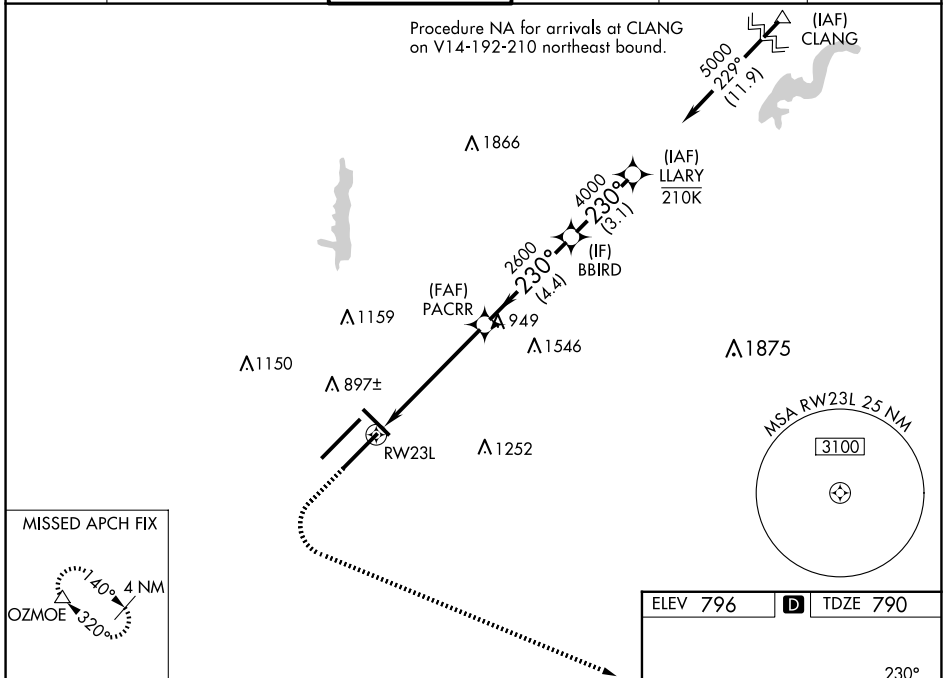 Procedure NA for arrivals at CLANG
on V14-192-210 northeast bound.
(IAF)
CLANG
5000
229°
(11.9)
1866
(IAF)
LLARY
210K
4000
230°
(3.1)
(IF)
BBIRD
2600
230°
(4.4)
(FAF)
PACRR
949
1159
1546
1875
1150
897±
MSA RW23L 25 NM
3100
RW23L
1252
MISSED APCH FIX
140°
4 NM
OZMOE
320°
ELEV 796
D
TDZE 790
230°